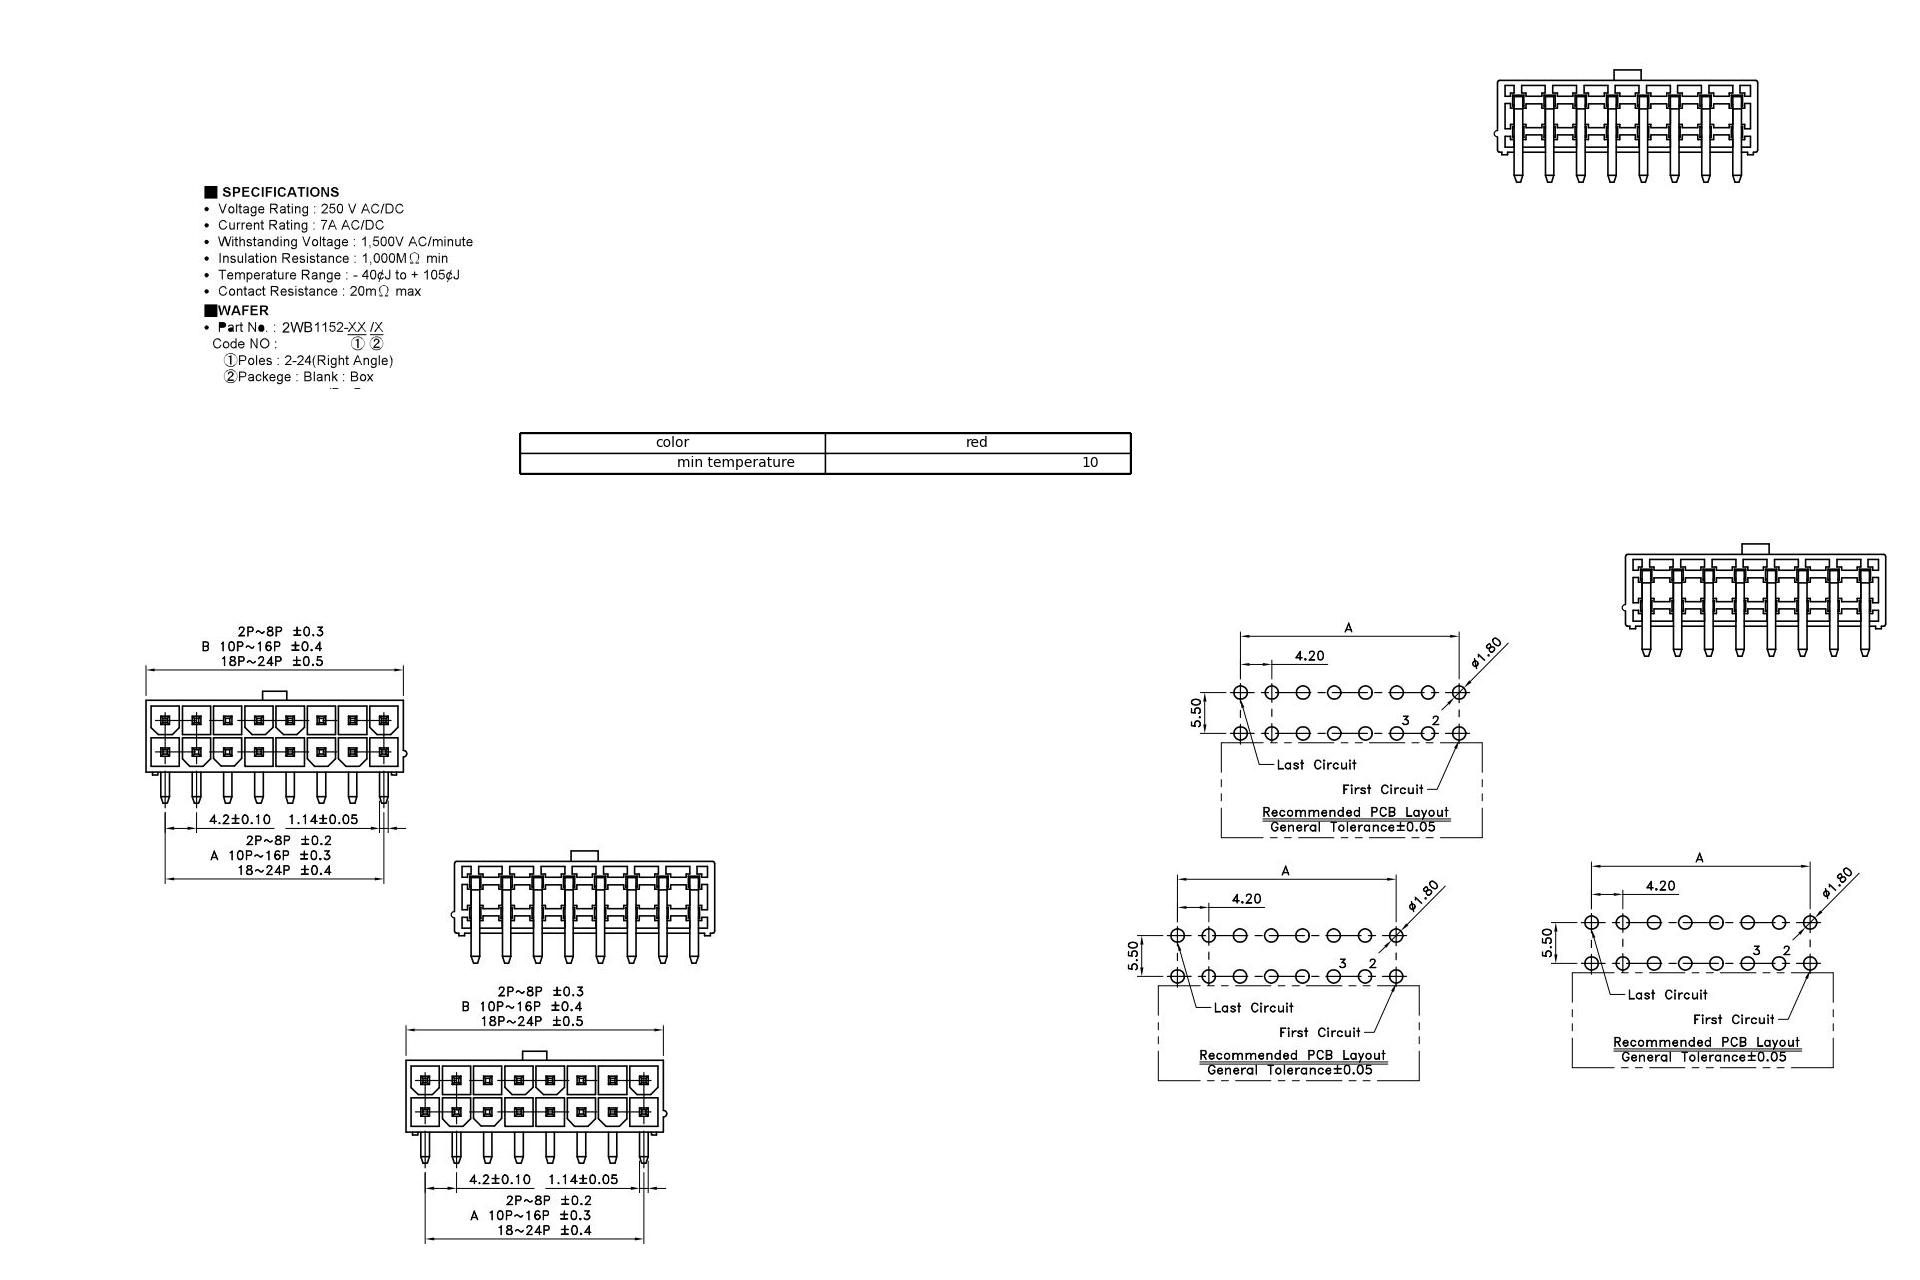 ■ SPECIFICATIONS
• Voltage Rating : 250 V AC/DC
• Current Rating : 7A AC/DC
• Withstanding Voltage : 1,500V AC/minute
• Insulation Resistance : 1,000MΩ min
• Temperature Range : - 40¢J to + 105¢J
• Contact Resistance : 20mΩ max
■WAFER
• Part No. : 2WB1152-XX /X
Code NO : ① ②
①Poles : 2-24(Right Angle)
②Packege : Blank : Box
color red
min temperature 10
2P~8P ±0.3
B 10P~16P ±0.4
18P~24P ±0.5
4.2±0.10 1.14±0.05
2P~8P ±0.2
A 10P~16P ±0.3
18~24P ±0.4
A
4.20
ø1.80
5.50
3 2
Last Circuit
First Circuit
Recommended PCB Layout
General Tolerance±0.05
A
4.20
ø1.80
5.50
3 2
Last Circuit
First Circuit
Recommended PCB Layout
General Tolerance±0.05
A
4.20
ø1.80
5.50
3 2
Last Circuit
First Circuit
Recommended PCB Layout
General Tolerance±0.05
2P~8P ±0.3
B 10P~16P ±0.4
18P~24P ±0.5
4.2±0.10 1.14±0.05
2P~8P ±0.2
A 10P~16P ±0.3
18~24P ±0.4